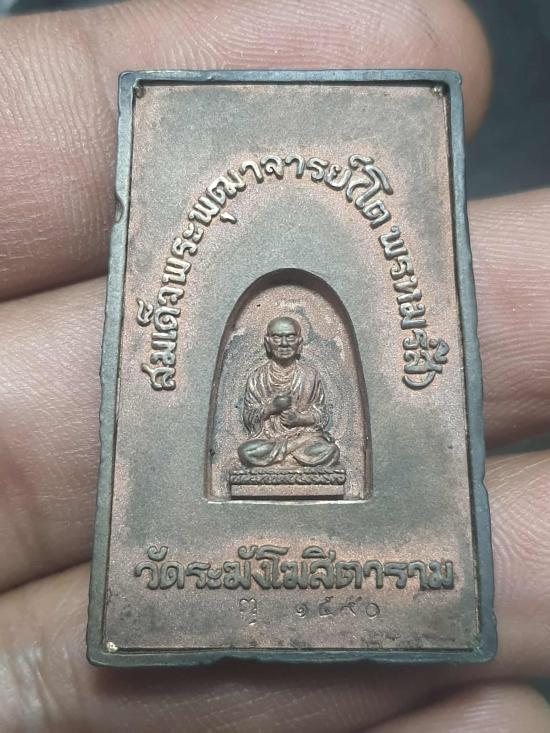 สมเด็จพระพุฒาจารย์(โต พรหมรังสี)
วัดระฆังโฆสิตาราม
๑๕๙๐